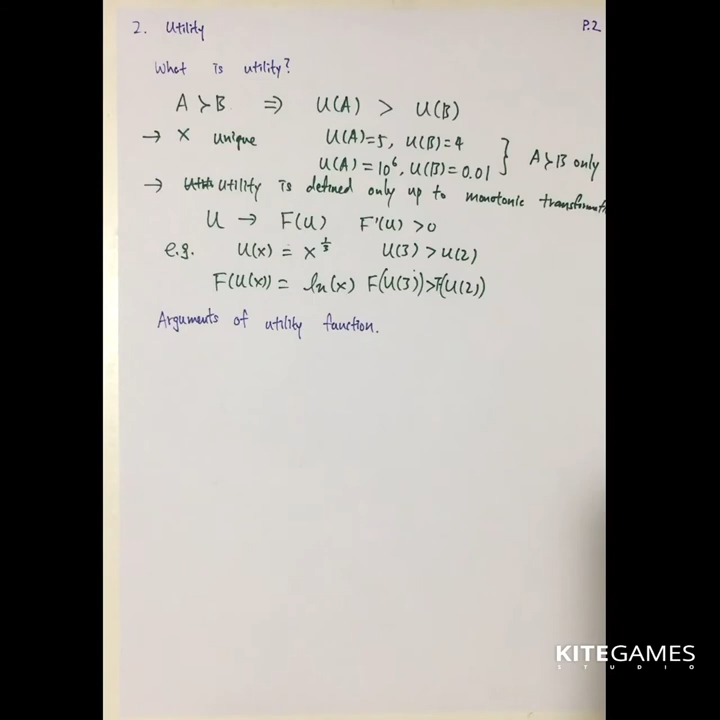 2. Utility P.2
What is utility?
A ≻ B ⇒ U(A) > U(B)
→ × unique U(A)=5, U(B)=4
U(A)=10⁶, U(B)=0.01 } A≻B only
→ utility is defined only up to monotonic
U → F(U) F'(U) >0
e.g. U(x) = x^⅓ U(3) > U(2)
F(U(x)) = ln(x) F(U(3))>F(U(2))
Arguments of utility function.
KITEGAMES
STUDIO